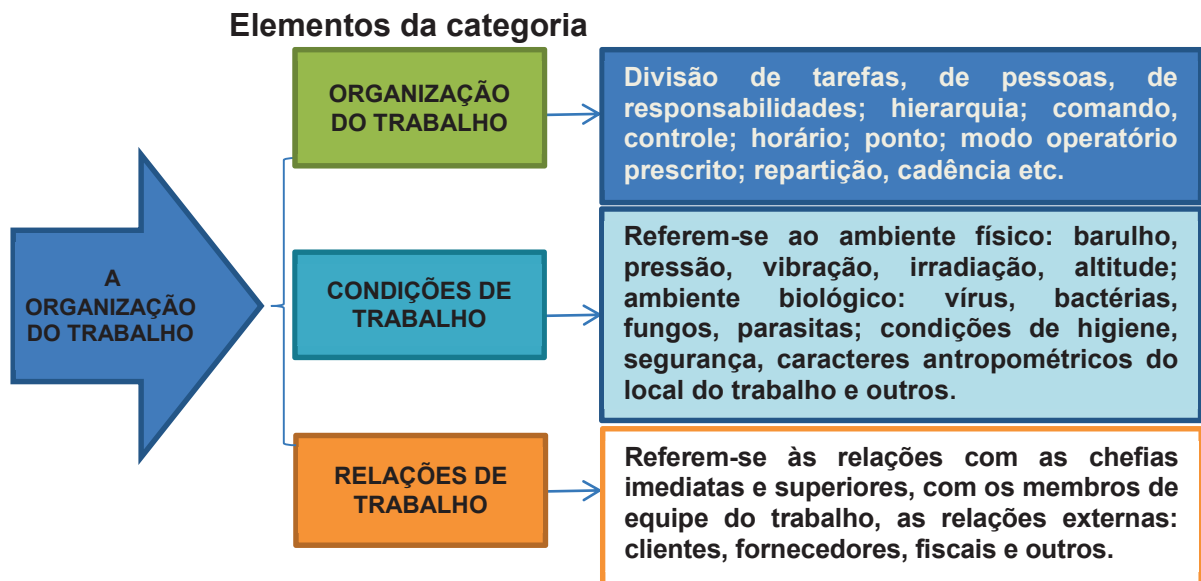 Elementos da categoria
A
ORGANIZAÇÃO
DO TRABALHO
ORGANIZAÇÃO
DO TRABALHO
Divisão de tarefas, de pessoas, de
responsabilidades; hierarquia; comando,
controle; horário; ponto; modo operatório
prescrito; repartição, cadência etc.
CONDIÇÕES DE
TRABALHO
Referem-se ao ambiente físico: barulho,
pressão, vibração, irradiação, altitude;
ambiente biológico: vírus, bactérias,
fungos, parasitas; condições de higiene,
segurança, caracteres antropométricos do
local do trabalho e outros.
RELAÇÕES DE
TRABALHO
Referem-se às relações com as chefias
imediatas e superiores, com os membros de
equipe do trabalho, as relações externas:
clientes, fornecedores, fiscais e outros.